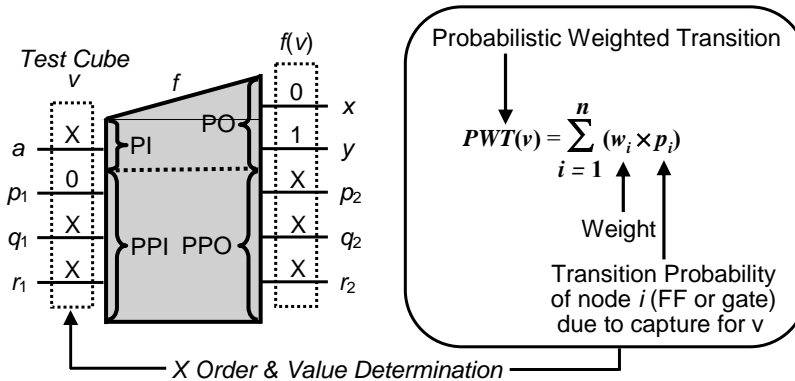 Test Cube
v
f
f(v)
a
X
PI
PO
0
x
1
y
p1
0
X
p2
q1
X
PPI
PPO
X
q2
r1
X
X
r2
X Order & Value Determination
Probabilistic Weighted Transition
PWT(v) = ∑ (wi × pi)
n
i = 1
Weight
Transition Probability
of node i (FF or gate)
due to capture for v